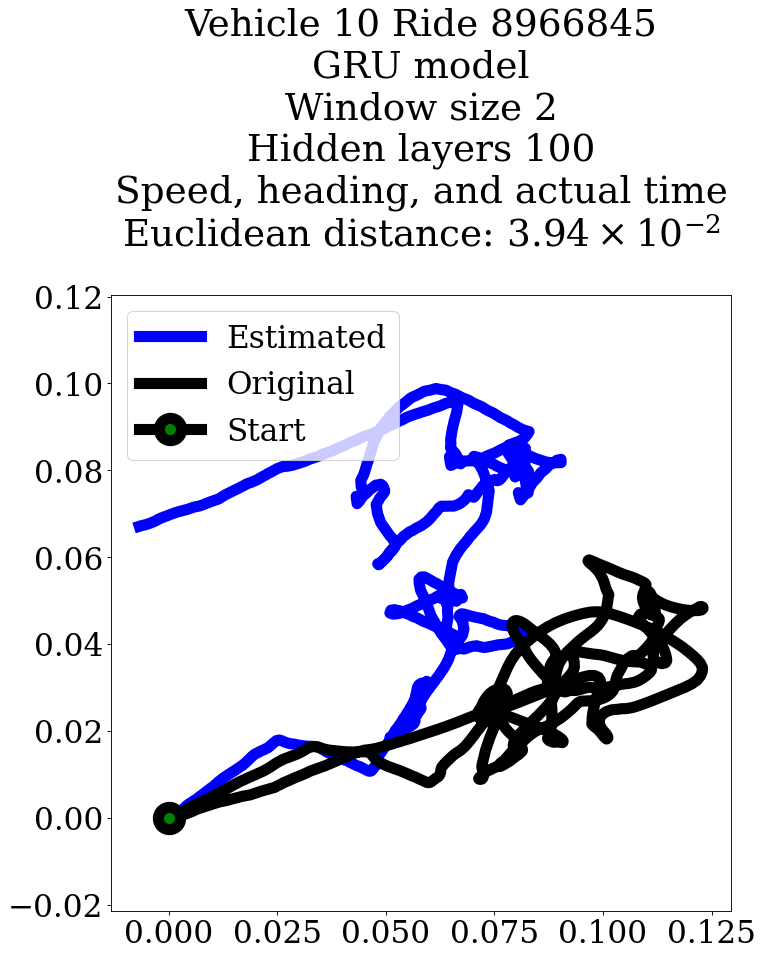 Vehicle 10 Ride 8966845
GRU model
Window size 2
Hidden layers 100
Speed, heading, and actual time
Euclidean distance: 3.94 × 10⁻²
0.12
0.10
0.08
0.06
0.04
0.02
0.00
−0.02
Estimated
Original
Start
0.000 0.025 0.050 0.075 0.100 0.125